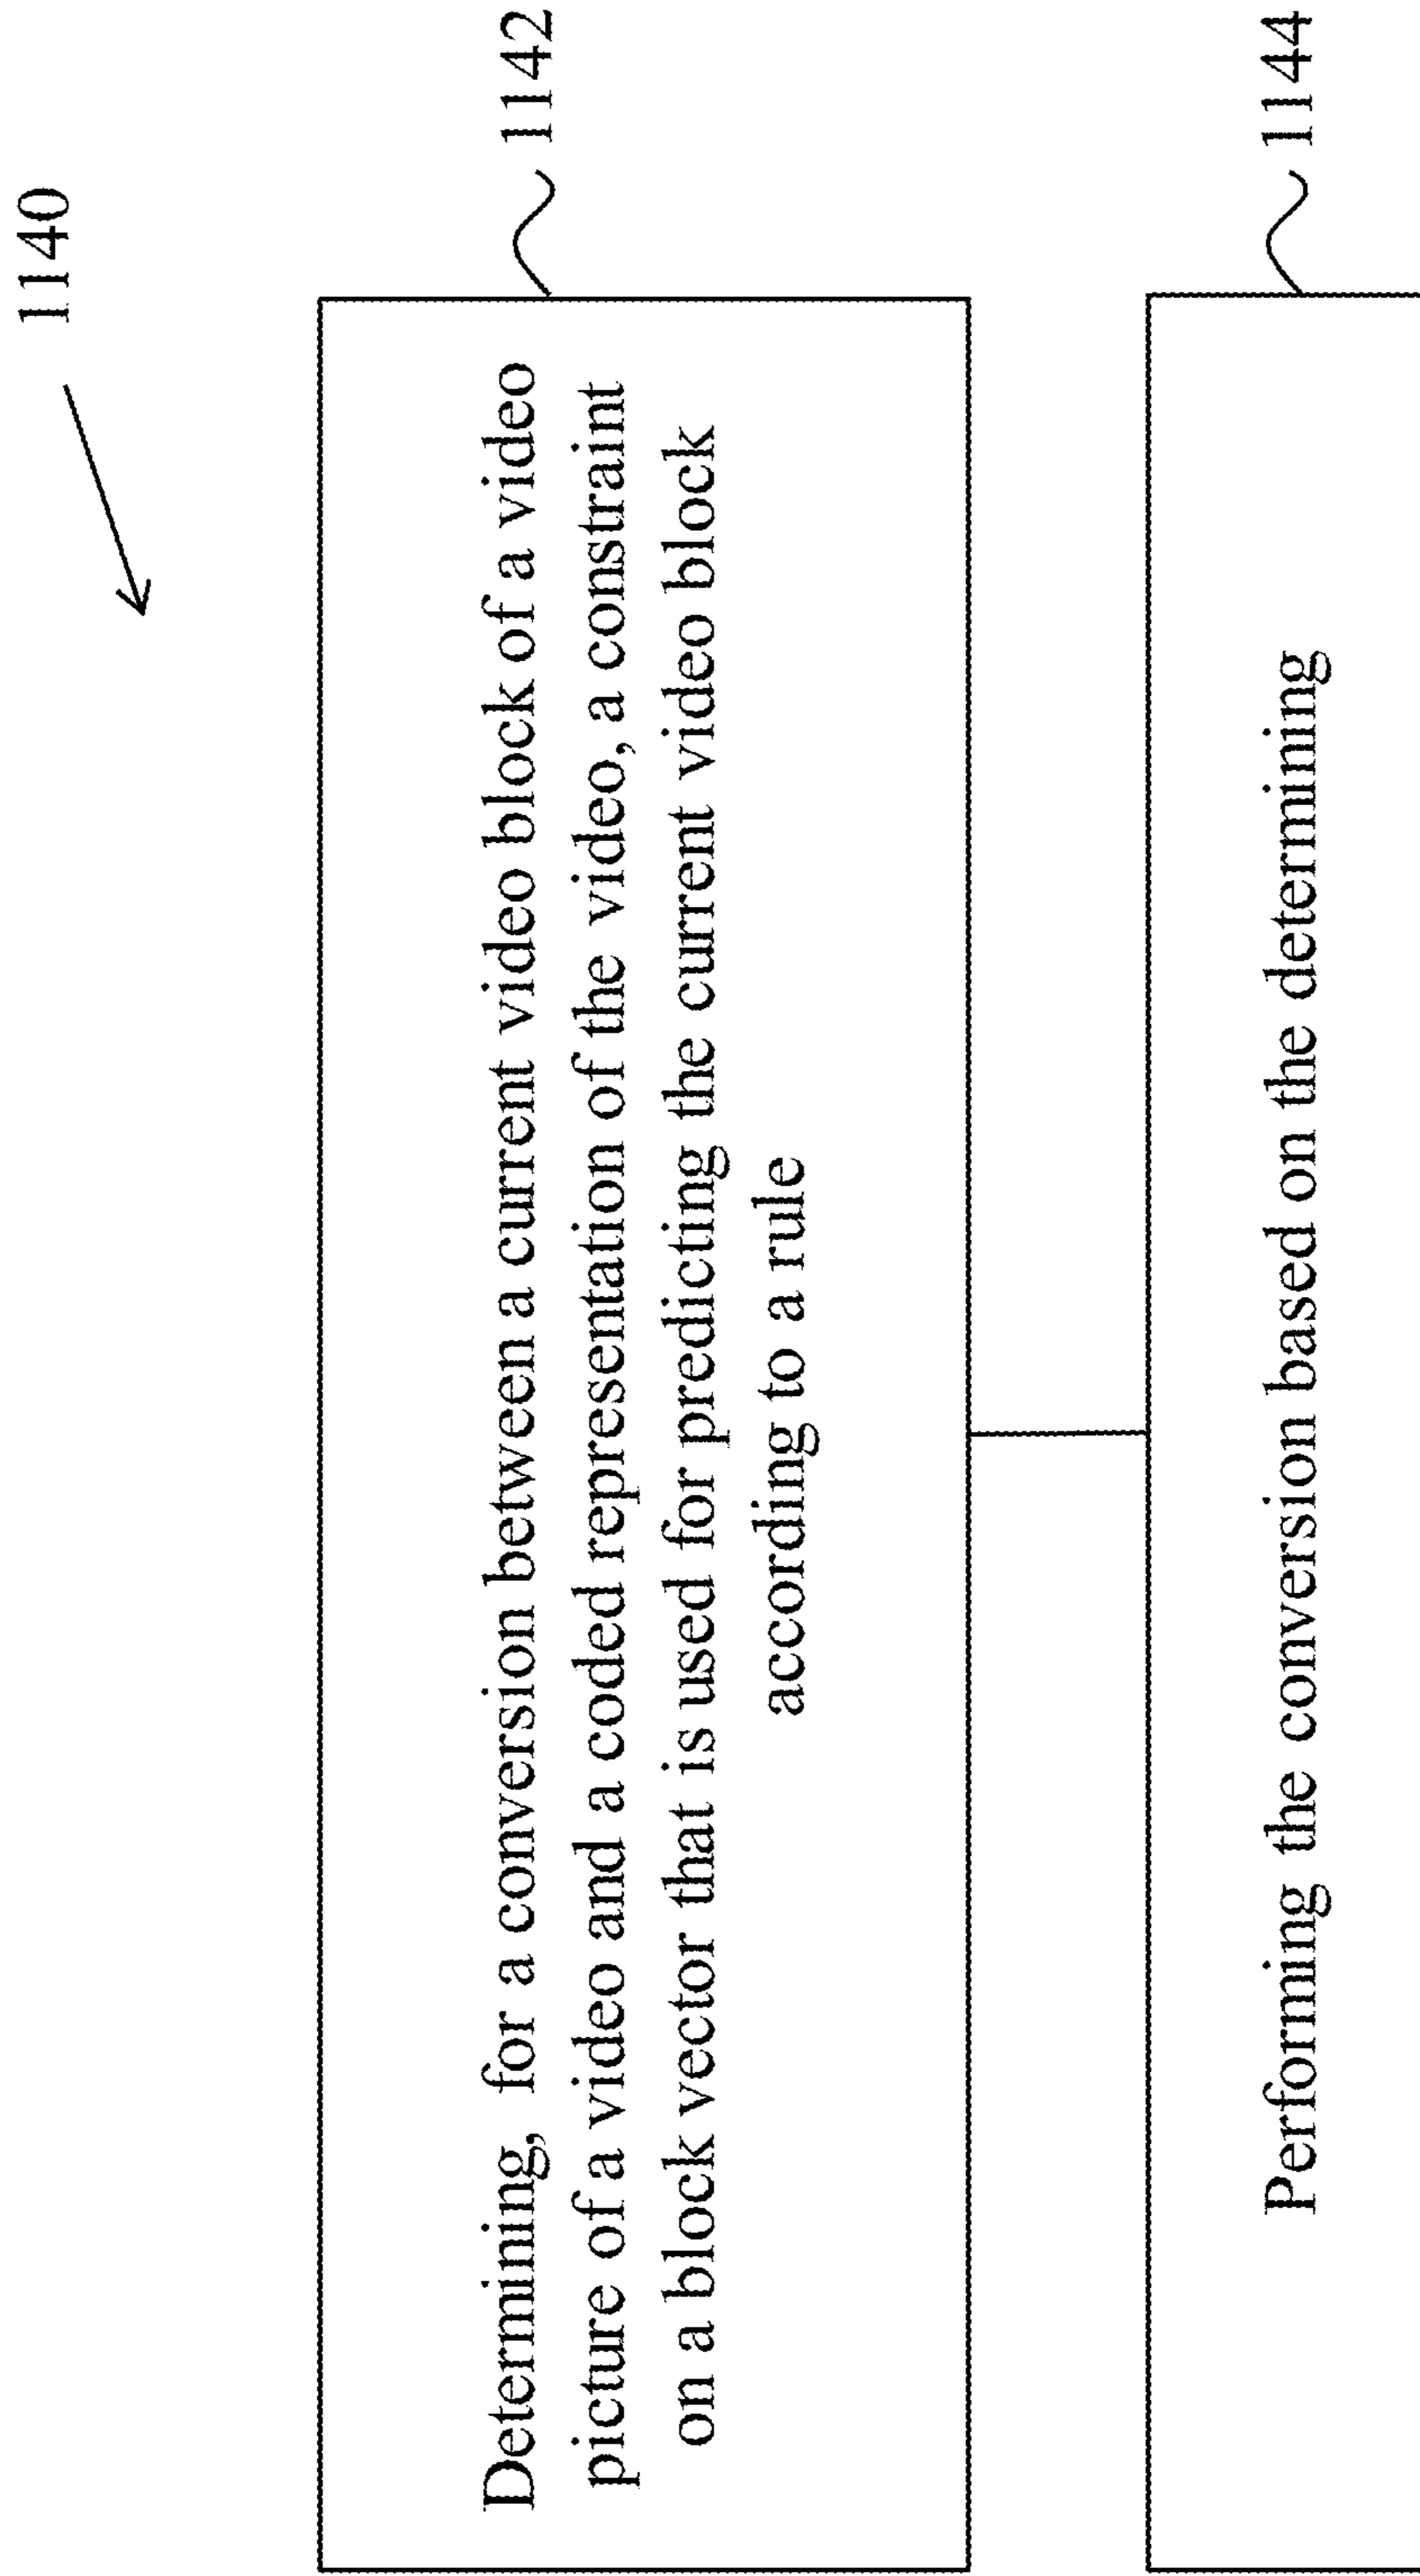 1140
1142
Determining, for a conversion between a current video block of a video
picture of a video and a coded representation of the video, a constraint
on a block vector that is used for predicting the current video block
according to a rule
1144
Performing the conversion based on the determining